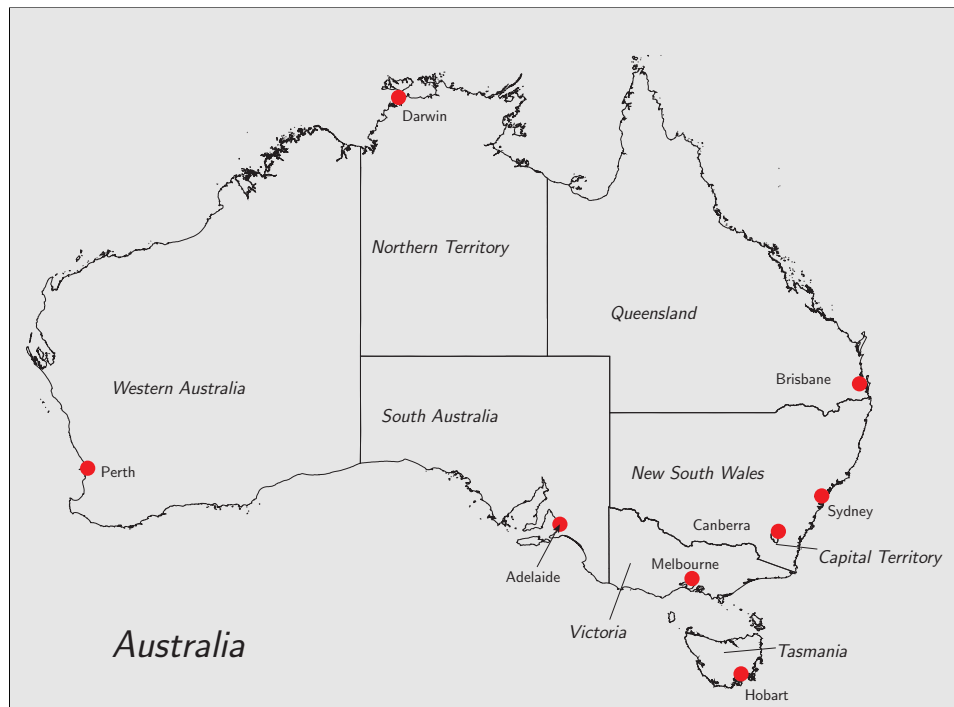 Darwin
Northern Territory
Queensland
Western Australia
South Australia
Brisbane
Perth
New South Wales
Sydney
Canberra
Capital Territory
Adelaide
Melbourne
Victoria
Australia
Tasmania
Hobart